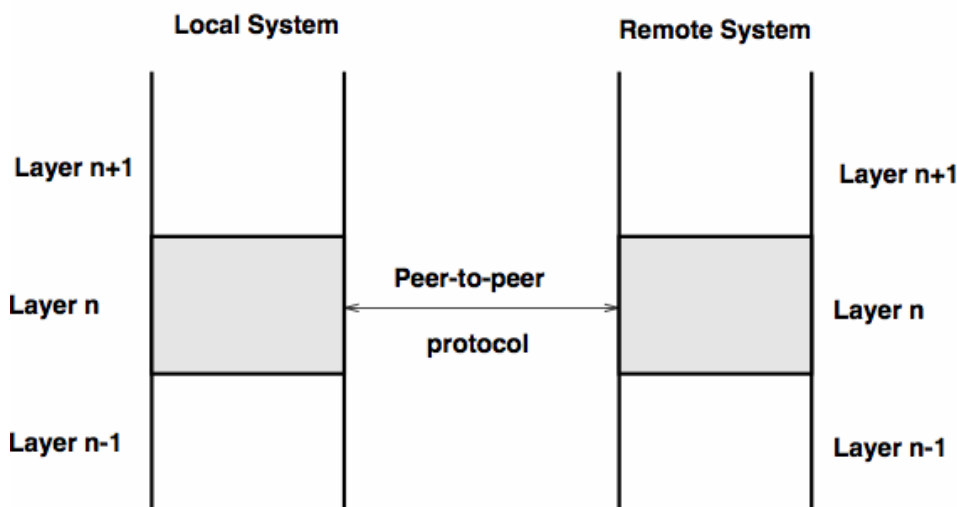 Local System
Remote System
Layer n+1
Layer n+1
Peer-to-peer
Layer n
Layer n
protocol
Layer n-1
Layer n-1